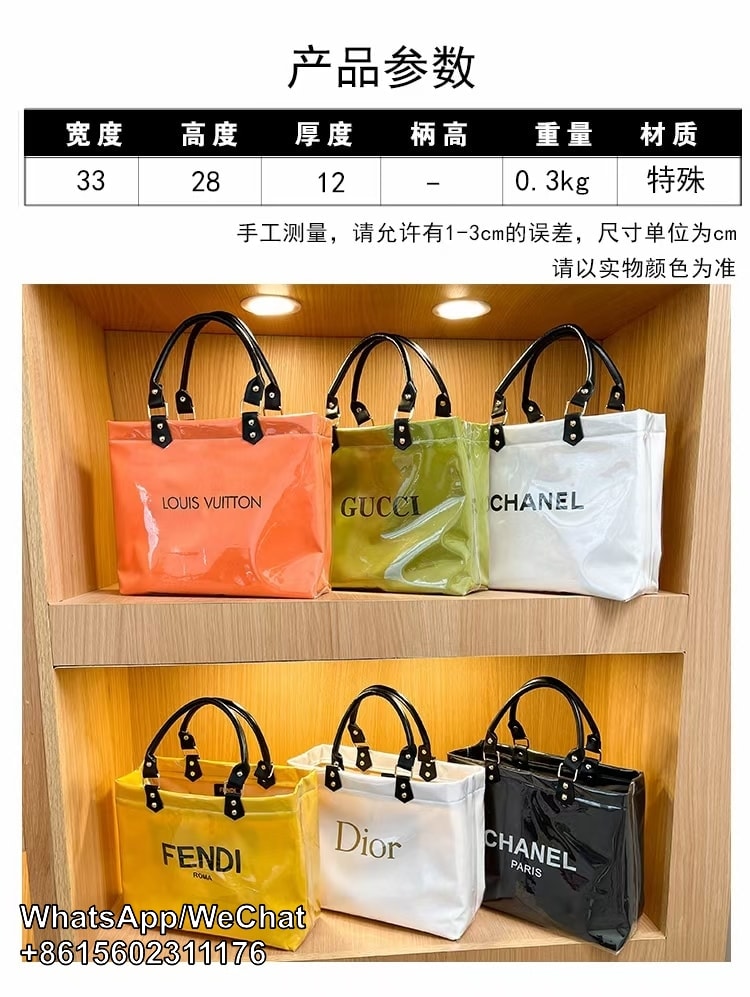 产品参数
宽度 高度 厚度 柄高 重量 材质
33 28 12 - 0.3kg 特殊
手工测量，请允许有1-3cm的误差，尺寸单位为cm
请以实物颜色为准
LOUIS VUITTON
GUCCI
CHANEL
FENDI
FENDI
ROMA
Dior
CHANEL
PARIS
WhatsApp/WeChat
+8615602311176